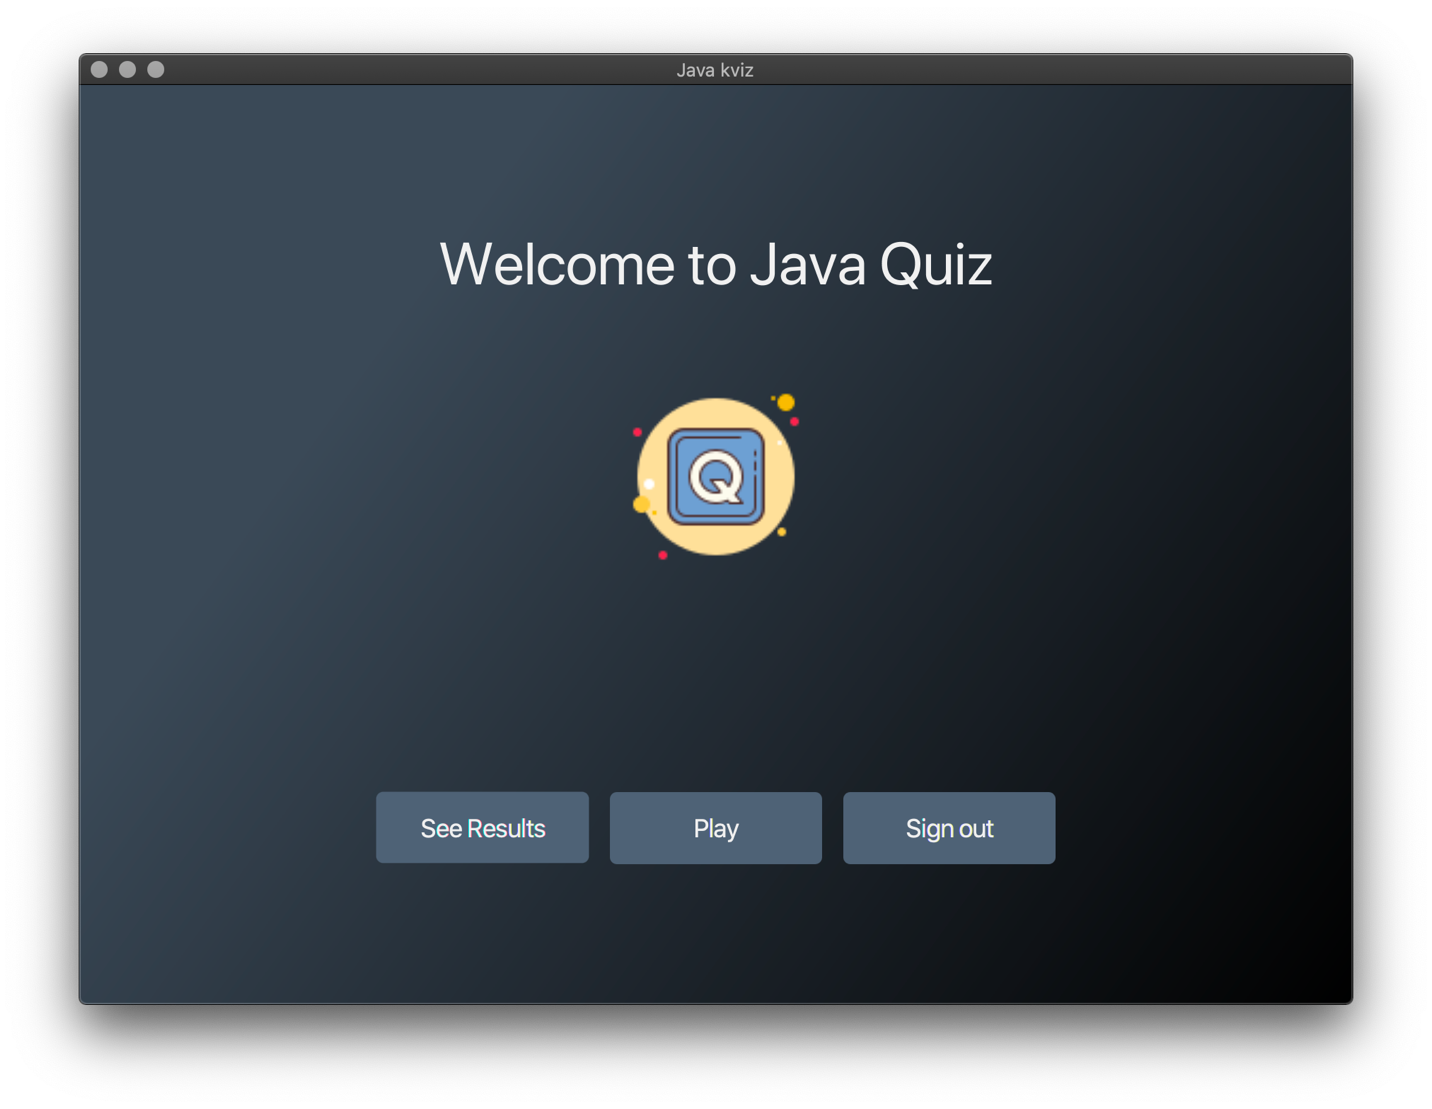 Java kviz
Welcome to Java Quiz
Q
See Results
Play
Sign out